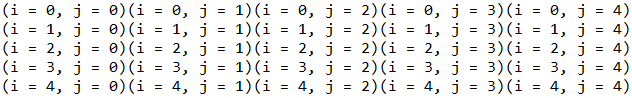 (i = 0, j = 0)(i = 0, j = 1)(i = 0, j = 2)(i = 0, j = 3)(i = 0, j = 4)
(i = 1, j = 0)(i = 1, j = 1)(i = 1, j = 2)(i = 1, j = 3)(i = 1, j = 4)
(i = 2, j = 0)(i = 2, j = 1)(i = 2, j = 2)(i = 2, j = 3)(i = 2, j = 4)
(i = 3, j = 0)(i = 3, j = 1)(i = 3, j = 2)(i = 3, j = 3)(i = 3, j = 4)
(i = 4, j = 0)(i = 4, j = 1)(i = 4, j = 2)(i = 4, j = 3)(i = 4, j = 4)